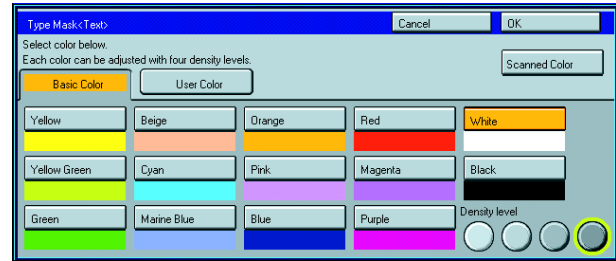 Type Mask<Text>
Cancel
OK
Select color below.
Each color can be adjusted with four density levels.
Scanned Color
Basic Color
User Color
Yellow
Beige
Orange
Red
White
Yellow Green
Cyan
Pink
Magenta
Black
Green
Marine Blue
Blue
Purple
Density level